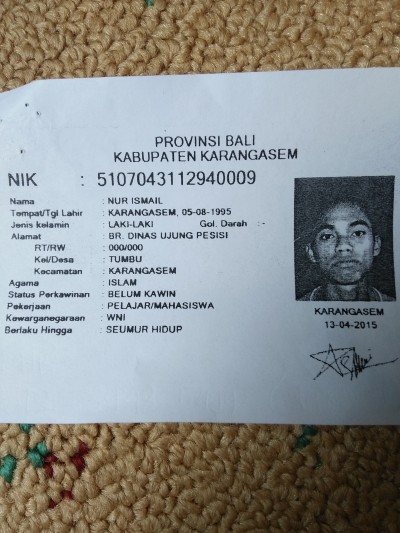 PROVINSI BALI
KABUPATEN KARANGASEM
NIK : 5107043112940009
Nama : NUR ISMAIL
Tempat/Tgl Lahir : KARANGASEM, 05-08-1995
Jenis kelamin : LAKI-LAKI Gol. Darah : -
Alamat : BR. DINAS UJUNG PESISI
RT/RW : 000/000
Kel/Desa : TUMBU
Kecamatan : KARANGASEM
Agama : ISLAM
Status Perkawinan : BELUM KAWIN
Pekerjaan : PELAJAR/MAHASISWA
Kewarganegaraan : WNI
Berlaku Hingga : SEUMUR HIDUP
KARANGASEM
13-04-2015